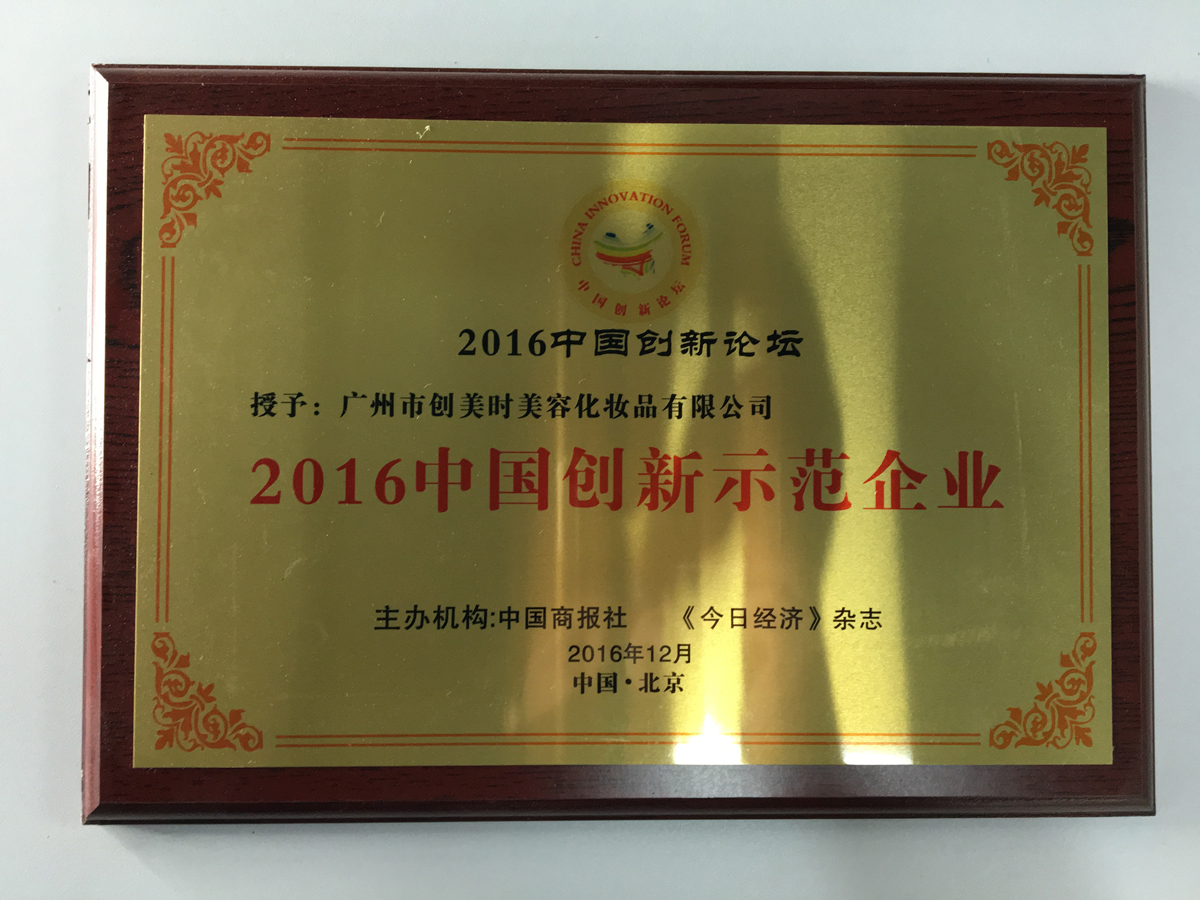 CHINA INNOVATION FORUM
中国创新论坛
2016中国创新论坛
授予：广州市创美时美容化妆品有限公司
2016中国创新示范企业
主办机构:中国商报社 《今日经济》杂志
2016年12月
中国·北京